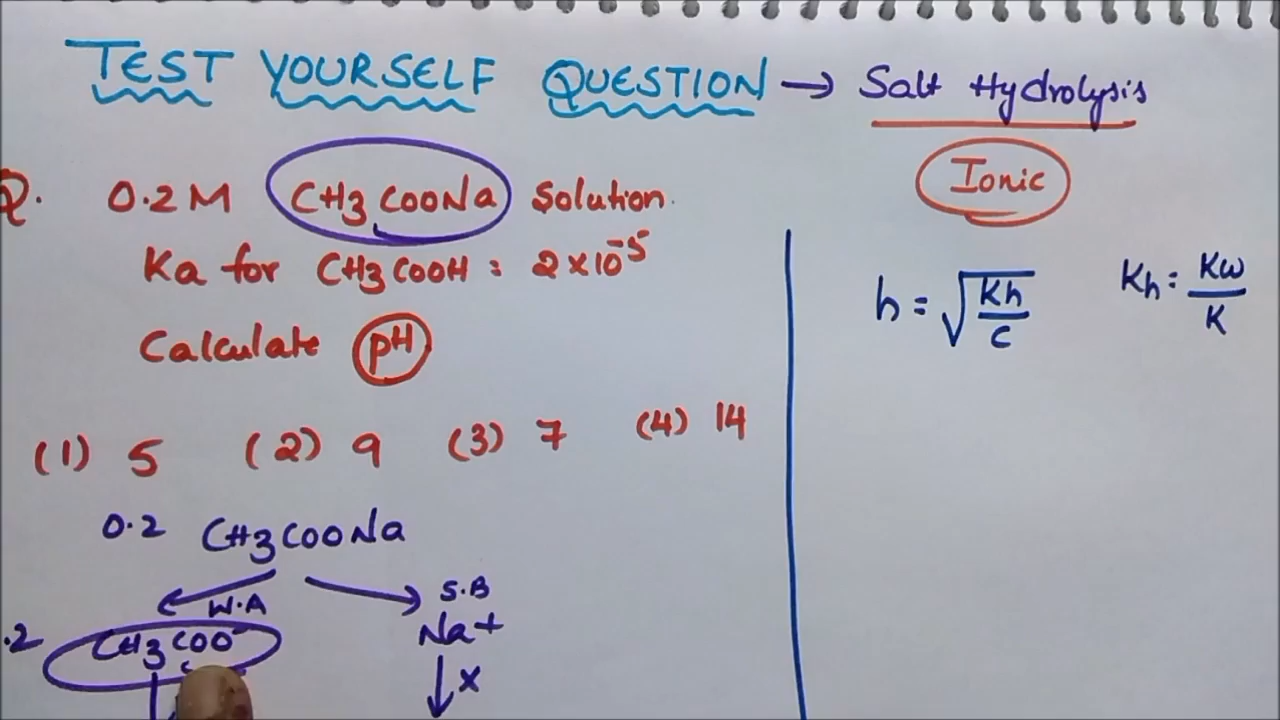 TEST YOURSELF QUESTION → Salt Hydrolysis
Ionic
Q. 0.2M CH3COONa Solution.
Ka for CH3COOH = 2×10⁻⁵
Calculate pH
(1) 5 (2) 9 (3) 7 (4) 14
0.2 CH3COONa
W.A S.B
.2 CH3COO⁻ Na+
x
h = √Kh/C Kh = Kw/K